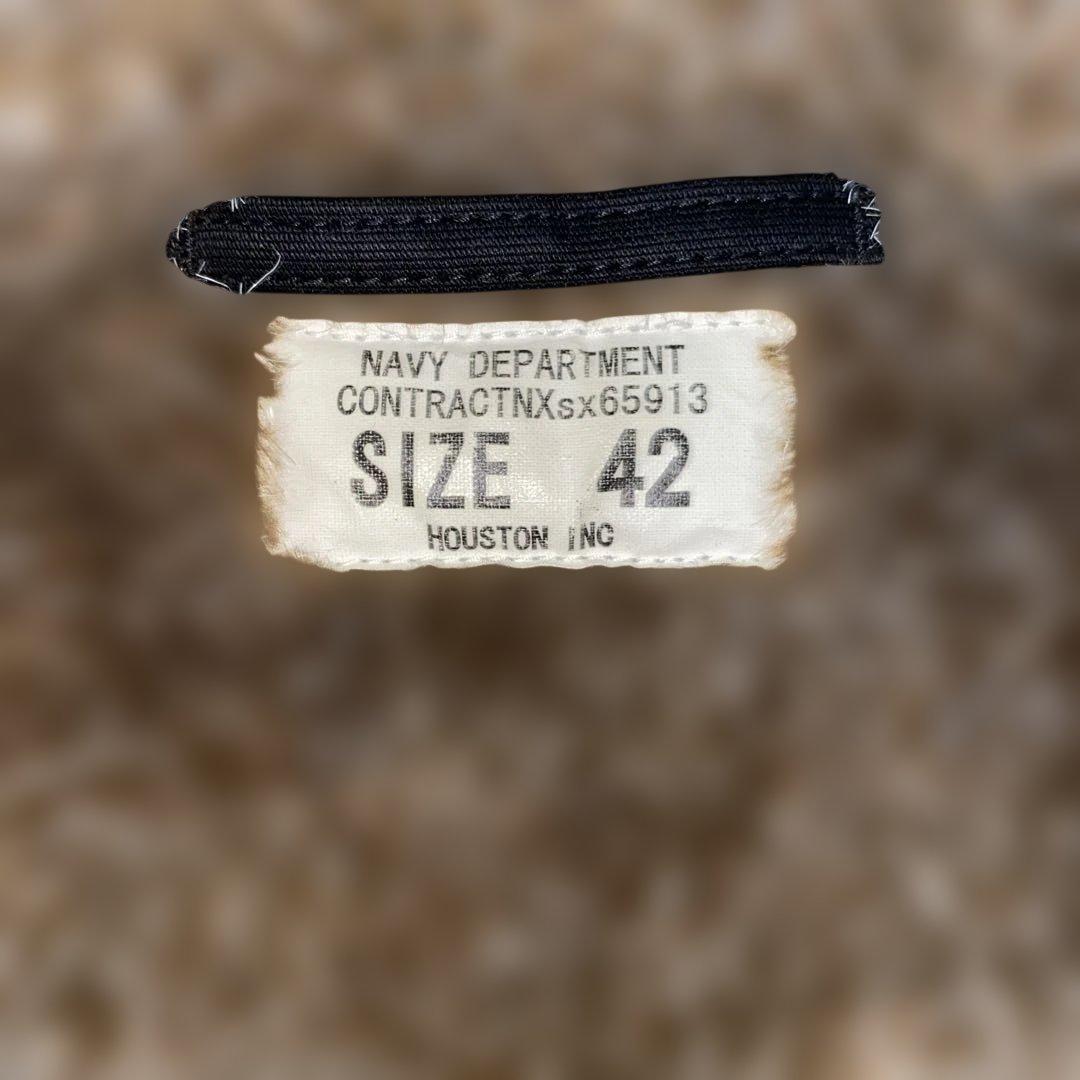 NAVY DEPARTMENT
CONTRACTNXsx65913
SIZE 42
HOUSTON INC